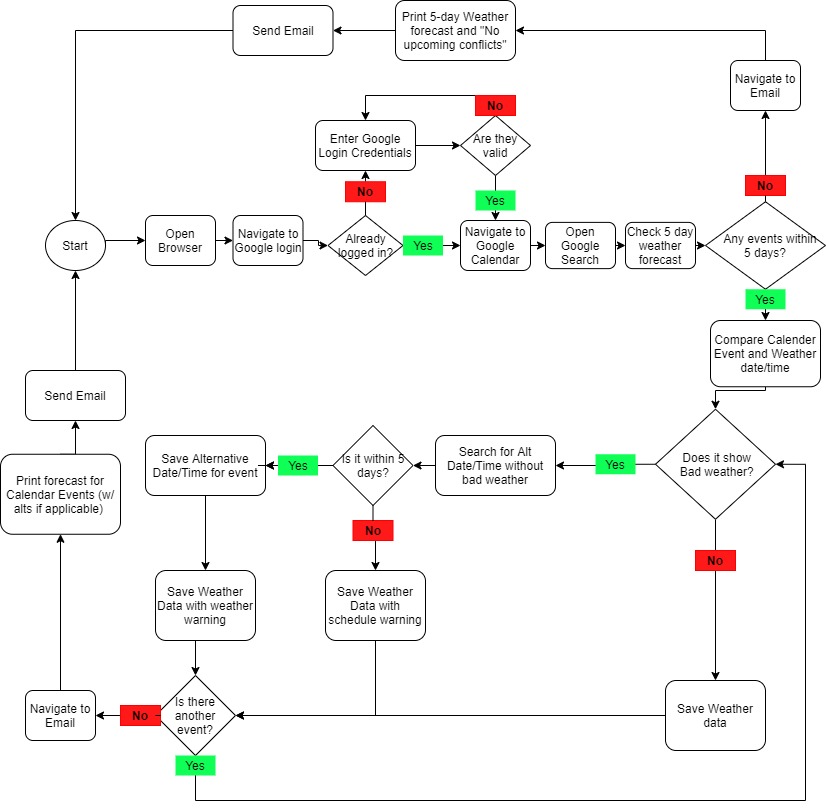 Send Email
Print 5-day Weather
forecast and "No
upcoming conflicts"
Navigate to
Email
No
Enter Google
Login Credentials
Are they
valid
No
Yes
No
Start
Open
Browser
Navigate to
Google login
Already
logged in?
Yes
Navigate to
Google
Calendar
Open
Google
Search
Check 5 day
weather
forecast
Any events within
5 days?
Yes
Compare Calender
Event and Weather
date/time
Send Email
Print forecast for
Calendar Events (w/
alts if applicable)
Save Alternative
Date/Time for event
Yes
Is it within 5
days?
Search for Alt
Date/Time without
bad weather
Yes
Does it show
Bad weather?
No
No
Save Weather
Data with weather
warning
Save Weather
Data with
schedule warning
Navigate to
Email
No
Is there
another
event?
Save Weather
data
Yes